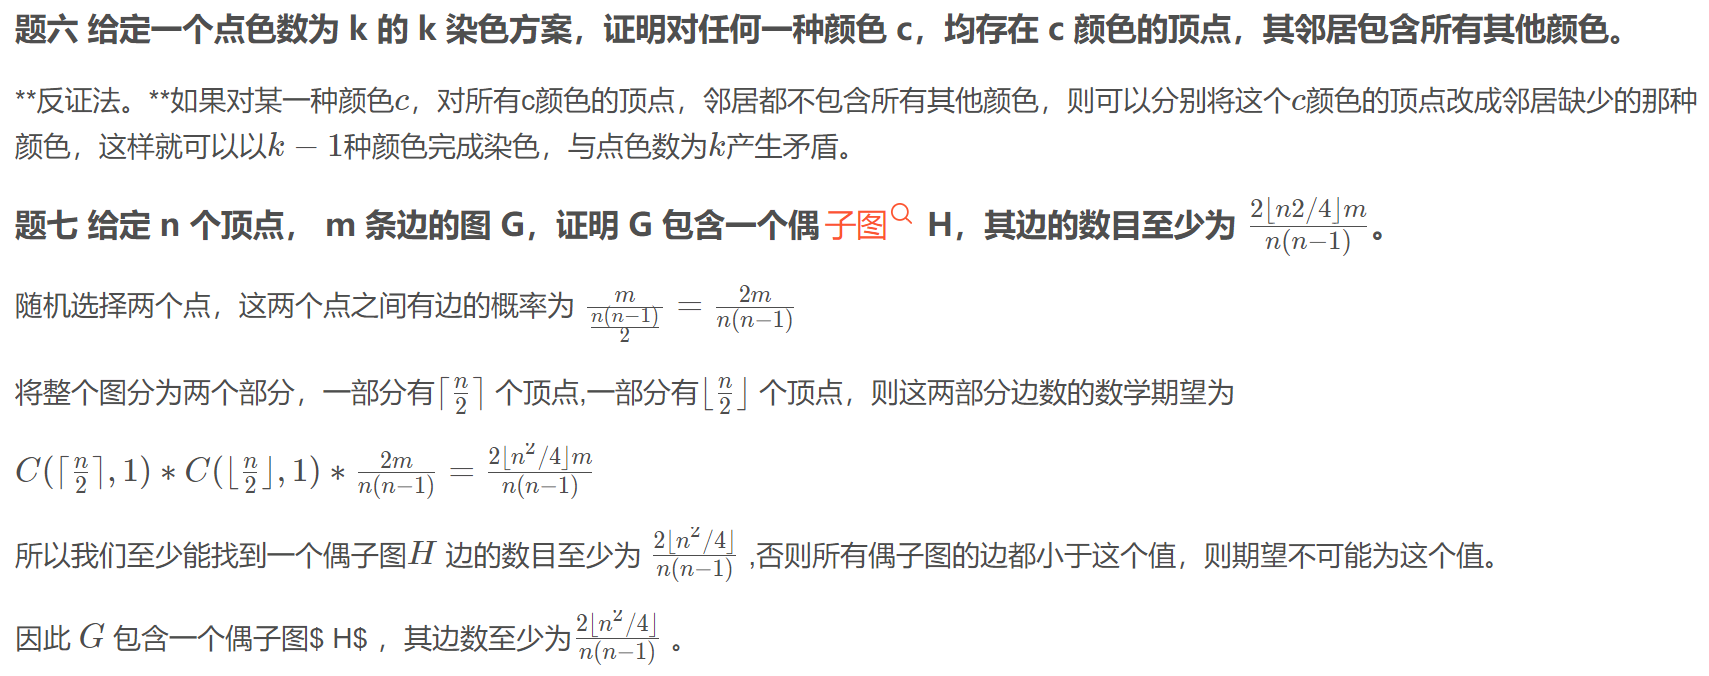 题六 给定一个点色数为 k 的 k 染色方案，证明对任何一种颜色 c，均存在 c 颜色的顶点，其邻居包含所有其他颜色。
**反证法。**如果对某一种颜色c，对所有c颜色的顶点，邻居都不包含所有其他颜色，则可以分别将这个c颜色的顶点改成邻居缺少的那种
颜色，这样就可以以k − 1种颜色完成染色，与点色数为k产生矛盾。
题七 给定 n 个顶点， m 条边的图 G，证明 G 包含一个偶子图 H，其边的数目至少为 \frac{2⌊n2/4⌋m}{n(n−1)}。
随机选择两个点，这两个点之间有边的概率为 \frac{m}{\frac{n(n−1)}{2}} = \frac{2m}{n(n−1)}
将整个图分为两个部分，一部分有⌈\frac{n}{2}⌉ 个顶点,一部分有⌊\frac{n}{2}⌋ 个顶点，则这两部分边数的数学期望为
C(⌈\frac{n}{2}⌉, 1) ∗ C(⌊\frac{n}{2}⌋, 1) ∗ \frac{2m}{n(n−1)} = \frac{2⌊n^2/4⌋m}{n(n−1)}
所以我们至少能找到一个偶子图H 边的数目至少为 \frac{2⌊n^2/4⌋}{n(n−1)} ,否则所有偶子图的边都小于这个值，则期望不可能为这个值。
因此 G 包含一个偶子图$ H$ ，其边数至少为\frac{2⌊n^2/4⌋}{n(n−1)} 。